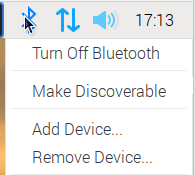 17:13
Turn Off Bluetooth
Make Discoverable
Add Device...
Remove Device...